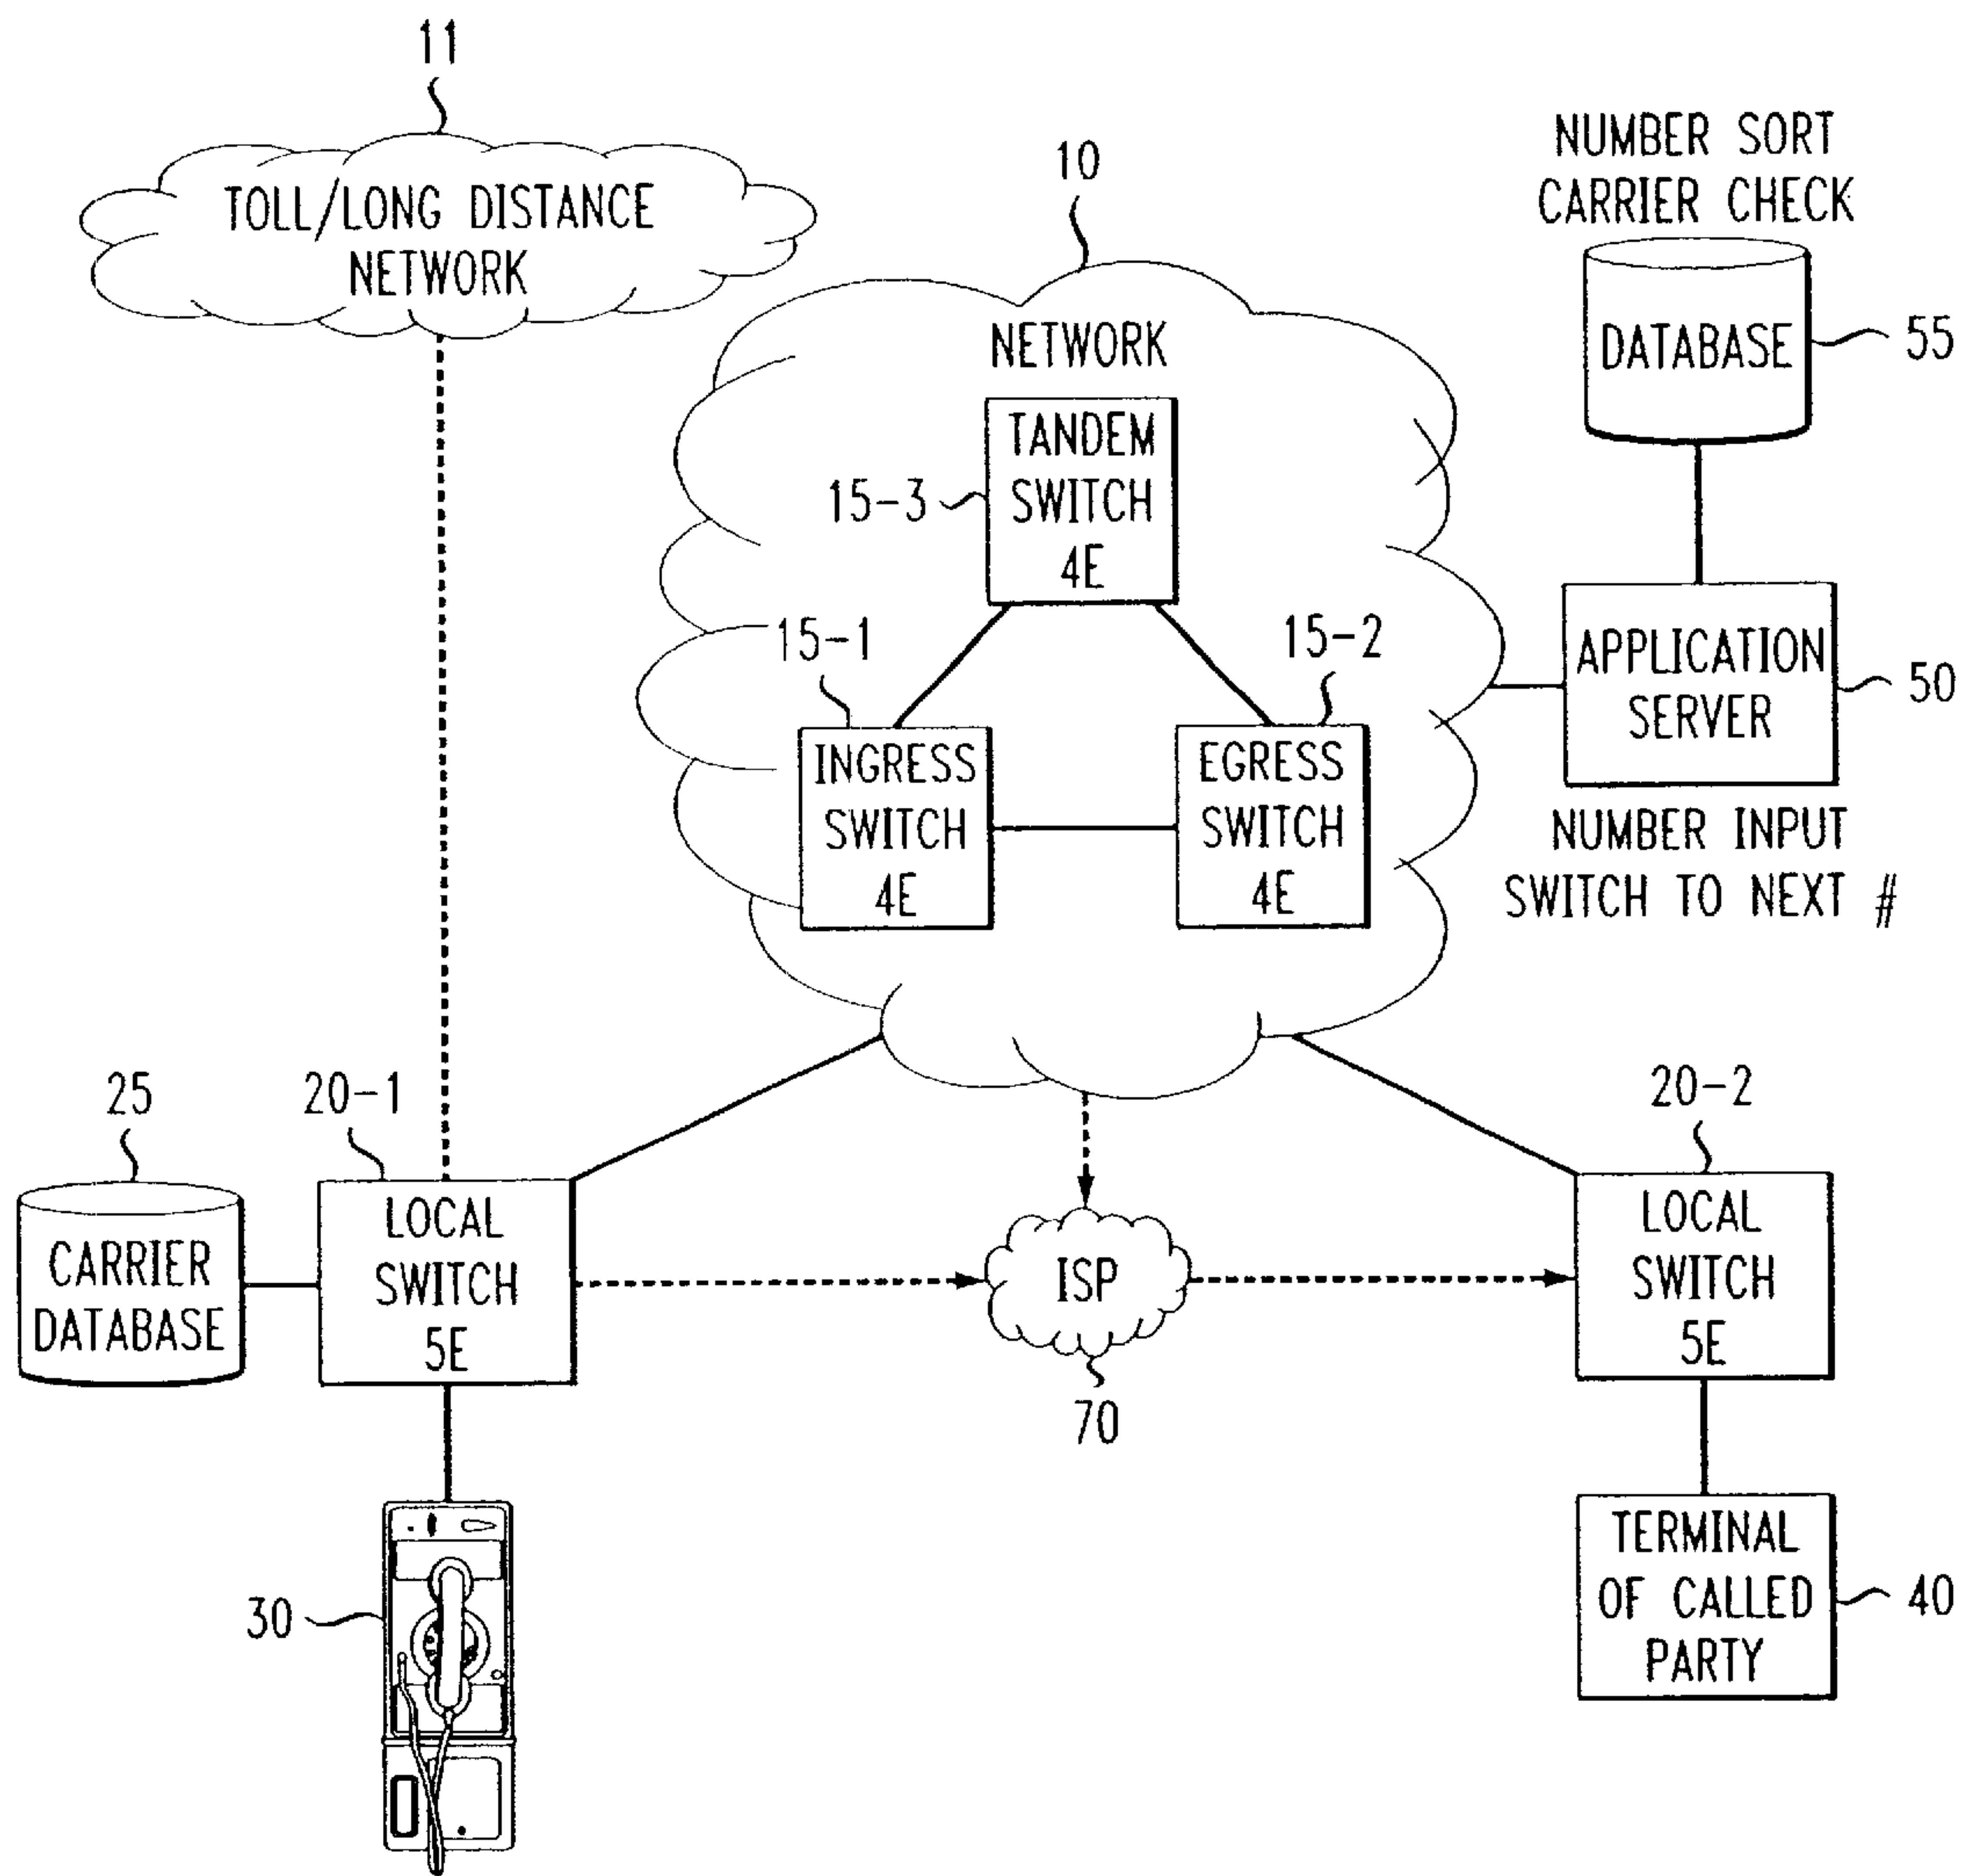 11
TOLL/LONG DISTANCE
NETWORK
10
NUMBER SORT
CARRIER CHECK
DATABASE
55
NETWORK
TANDEM
SWITCH
4E
15-3
15-1
15-2
INGRESS
SWITCH
4E
EGRESS
SWITCH
4E
APPLICATION
SERVER
50
NUMBER INPUT
SWITCH TO NEXT #
25
20-1
20-2
CARRIER
DATABASE
LOCAL
SWITCH
5E
ISP
70
LOCAL
SWITCH
5E
30
TERMINAL
OF CALLED
PARTY
40